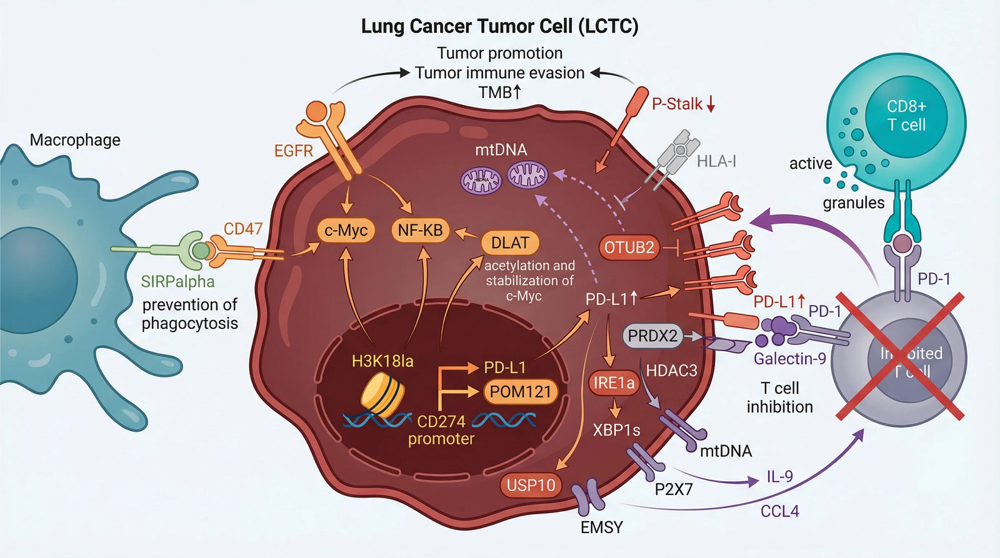 Lung Cancer Tumor Cell (LCTC)
Tumor promotion
Tumor immune evasion
TMB↑
P-Stalk↓
CD8+
T cell
Macrophage
EGFR
mtDNA
mtDNA
HLA-I
active
granules
CD47
c-Myc
NF-KB
DLAT
OTUB2
acetylation and
stabilization of
c-Myc
SIRPalpha
prevention of
phagocytosis
PD-1
PD-L1↑
PD-L1↑
PD-1
PRDX2
Galectin-9
H3K18la
PD-L1
POM121
CD274
promoter
IRE1a
HDAC3
T cell
inhibition
XBP1s
mtDNA
USP10
P2X7
IL-9
CCL4
EMSY